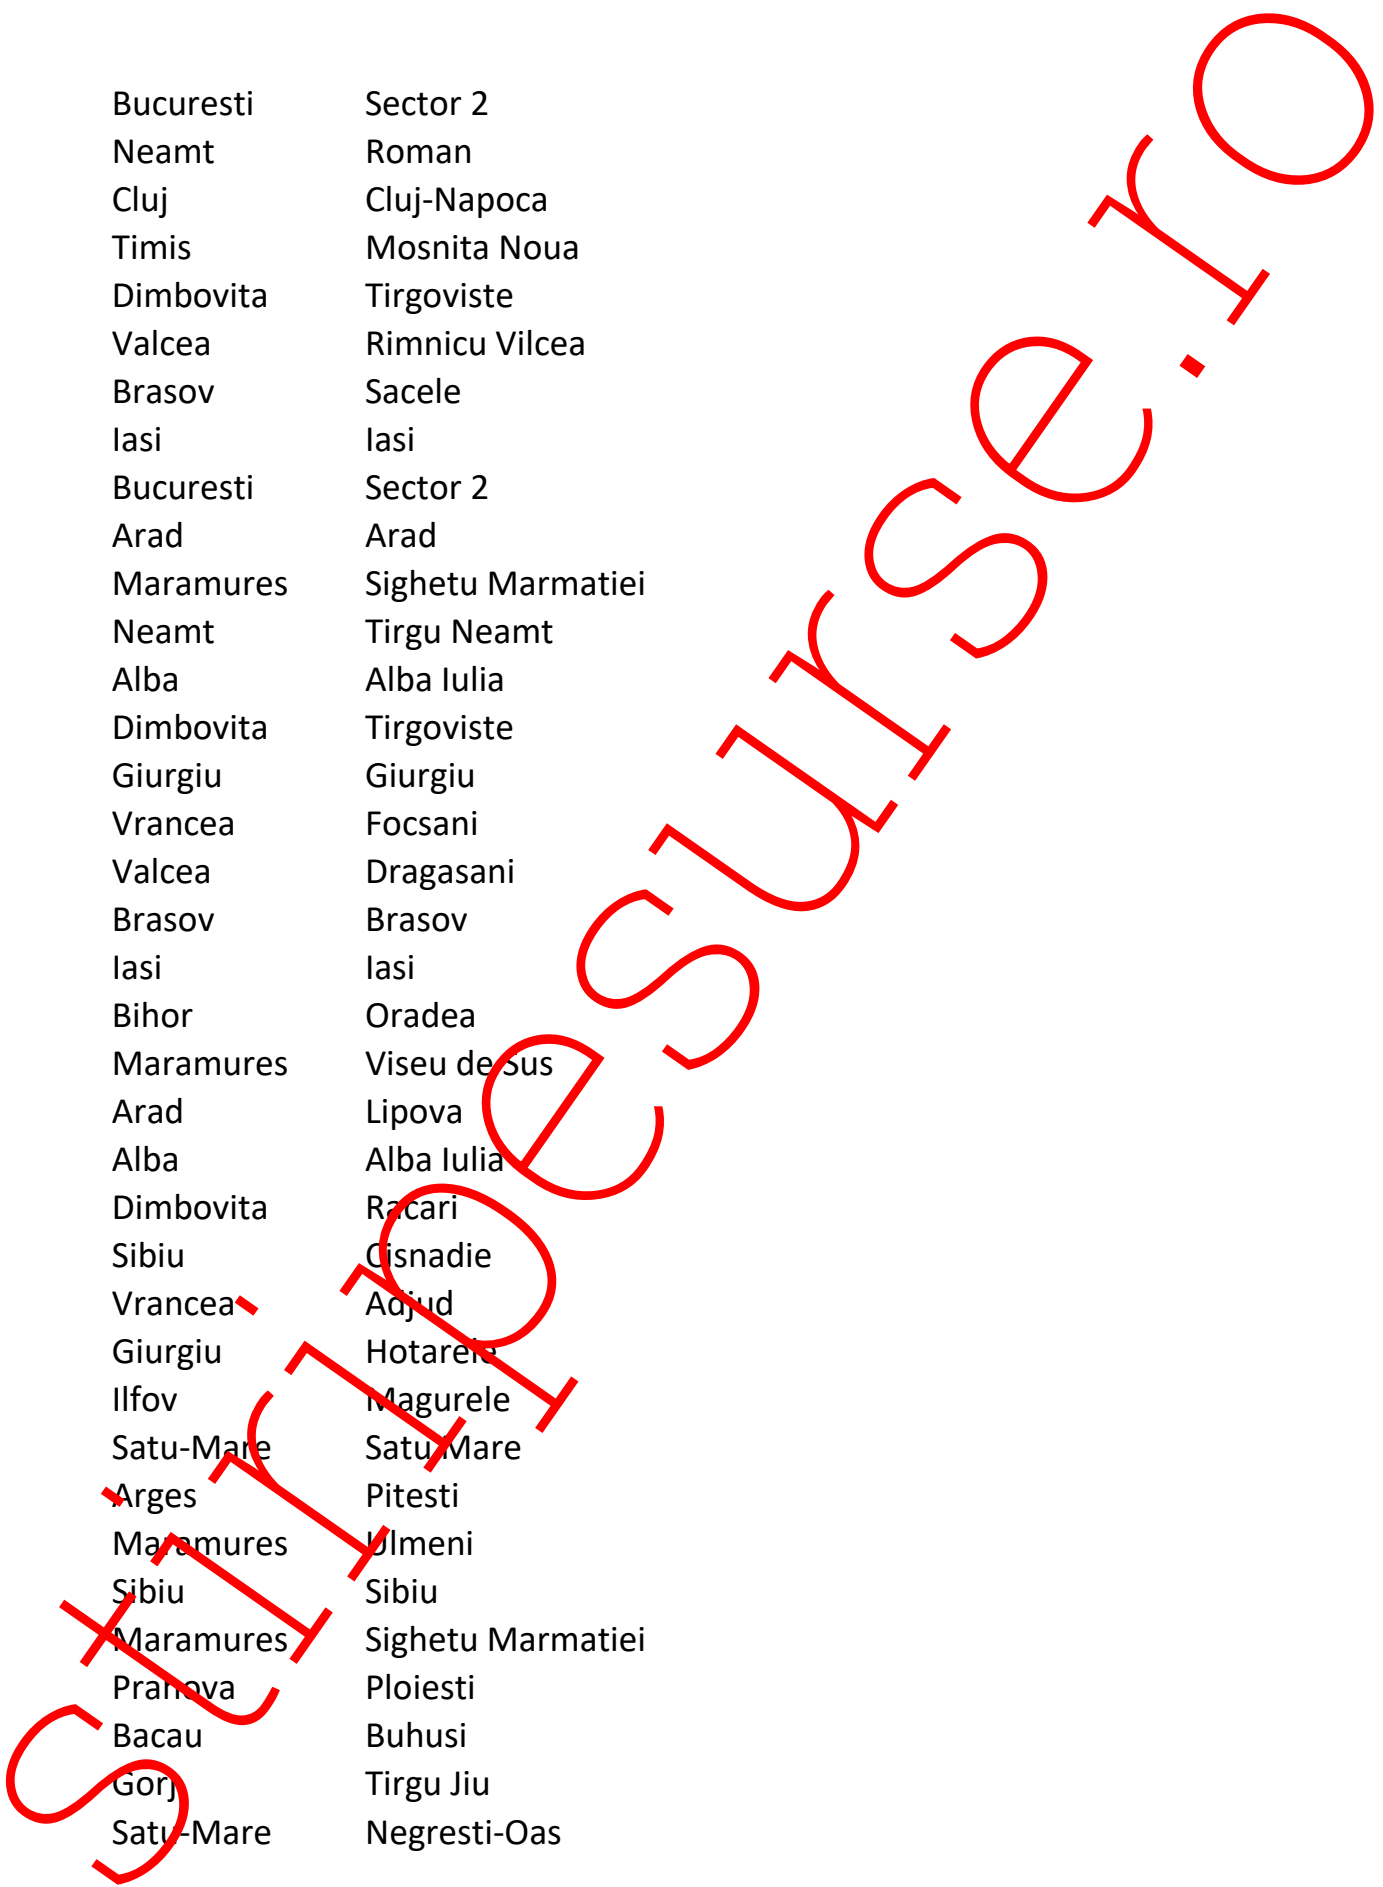 Bucuresti Sector 2
Neamt Roman
Cluj Cluj-Napoca
Timis Mosnita Noua
Dimbovita Tirgoviste
Valcea Rimnicu Vilcea
Brasov Sacele
Iasi Iasi
Bucuresti Sector 2
Arad Arad
Maramures Sighetu Marmatiei
Neamt Tirgu Neamt
Alba Alba Iulia
Dimbovita Tirgoviste
Giurgiu Giurgiu
Vrancea Focsani
Valcea Dragasani
Brasov Brasov
Iasi Iasi
Bihor Oradea
Maramures Viseu de Sus
Arad Lipova
Alba Alba Iulia
Dimbovita Racari
Sibiu Cisnadie
Vrancea Adjud
Giurgiu Hotarele
Ilfov Magurele
Satu-Mare Satu Mare
Arges Pitesti
Maramures Ulmeni
Sibiu Sibiu
Maramures Sighetu Marmatiei
Prahova Ploiesti
Bacau Buhusi
Gorj Tirgu Jiu
Satu-Mare Negresti-Oas
stiripesurse.ro